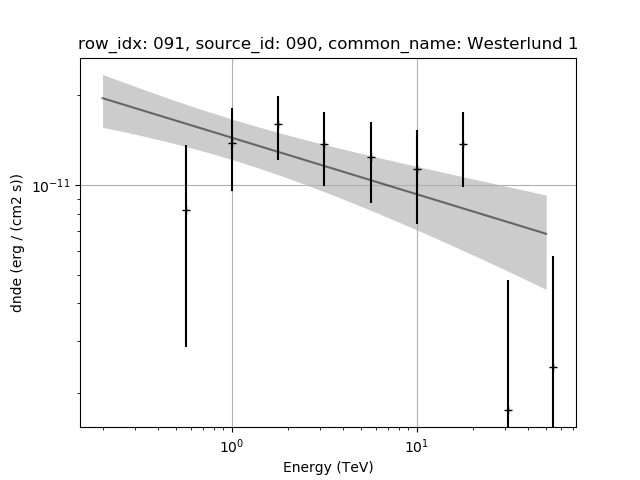 row_idx: 091, source_id: 090, common_name: Westerlund 1
dnde (erg / (cm2 s))
10⁻¹¹
10⁰ 10¹
Energy (TeV)